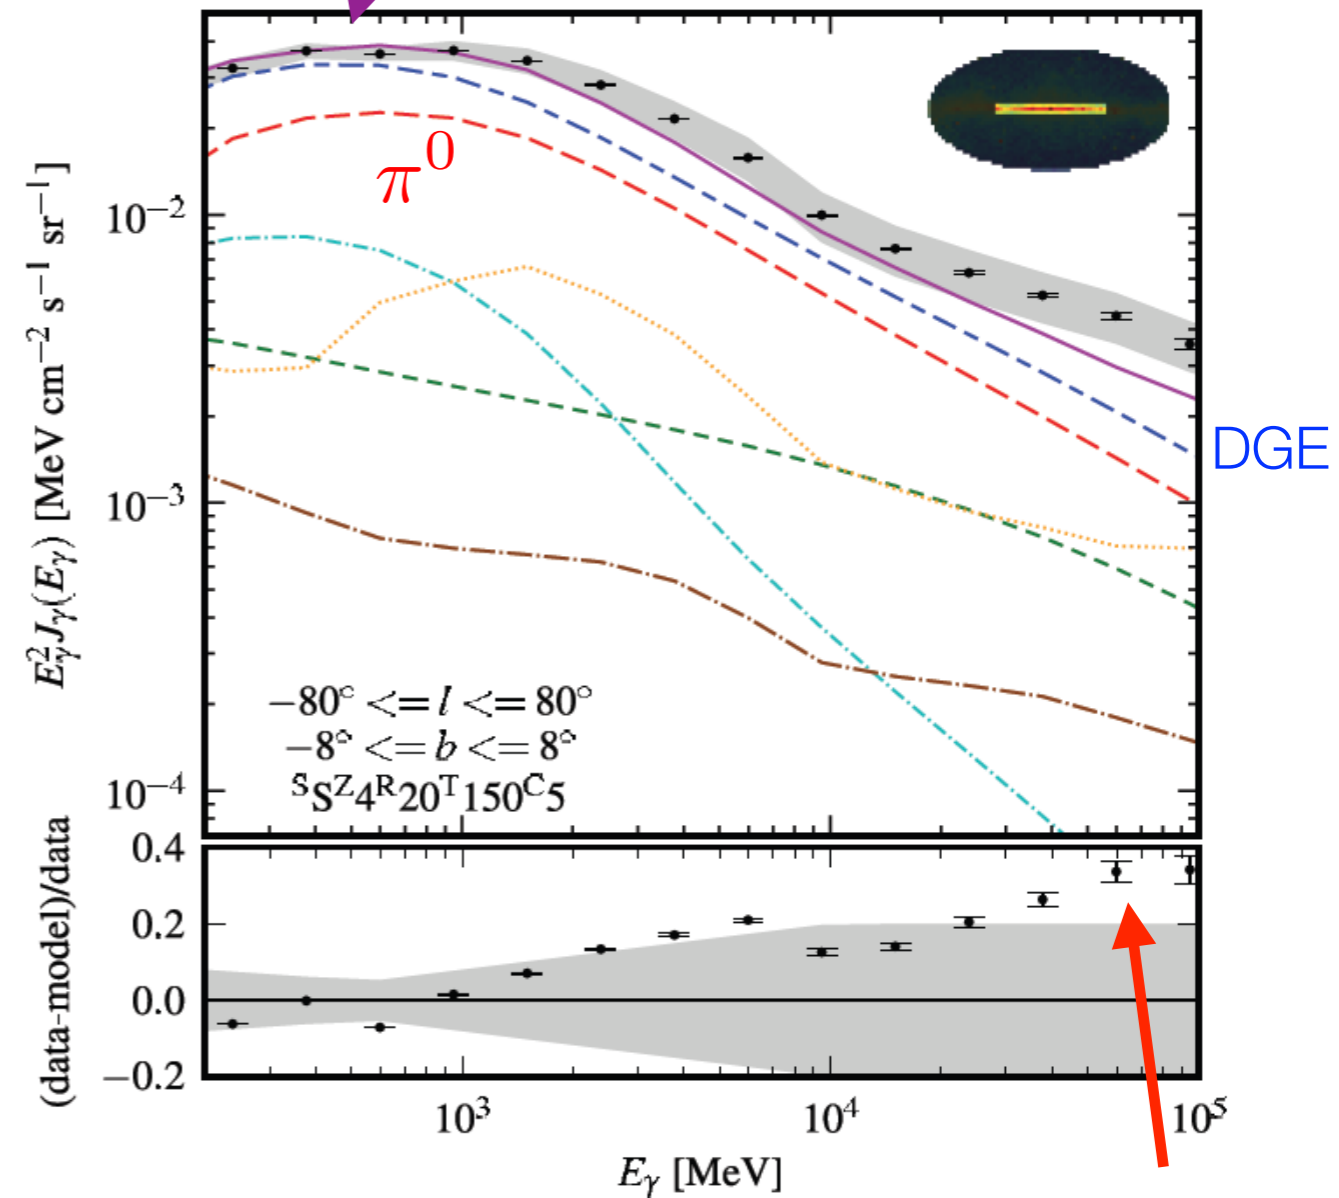 E²γJγ(Eγ) [MeV cm⁻² s⁻¹ sr⁻¹]
10⁻²
10⁻³
10⁻⁴
π⁰
DGE
−80° <= l <= 80°
−8° <= b <= 8°
ˢSᶻ4ᴿ20ᵀ150ᶜ5
(data-model)/data
0.4
0.2
0.0
−0.2
10³
10⁴
10⁵
Eγ [MeV]